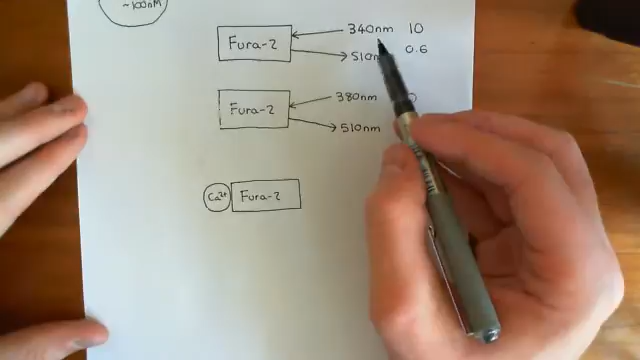 ~100nM
Fura-2 340nm 10
510nm 0.6
Fura-2 380nm
510nm
Ca2+ Fura-2